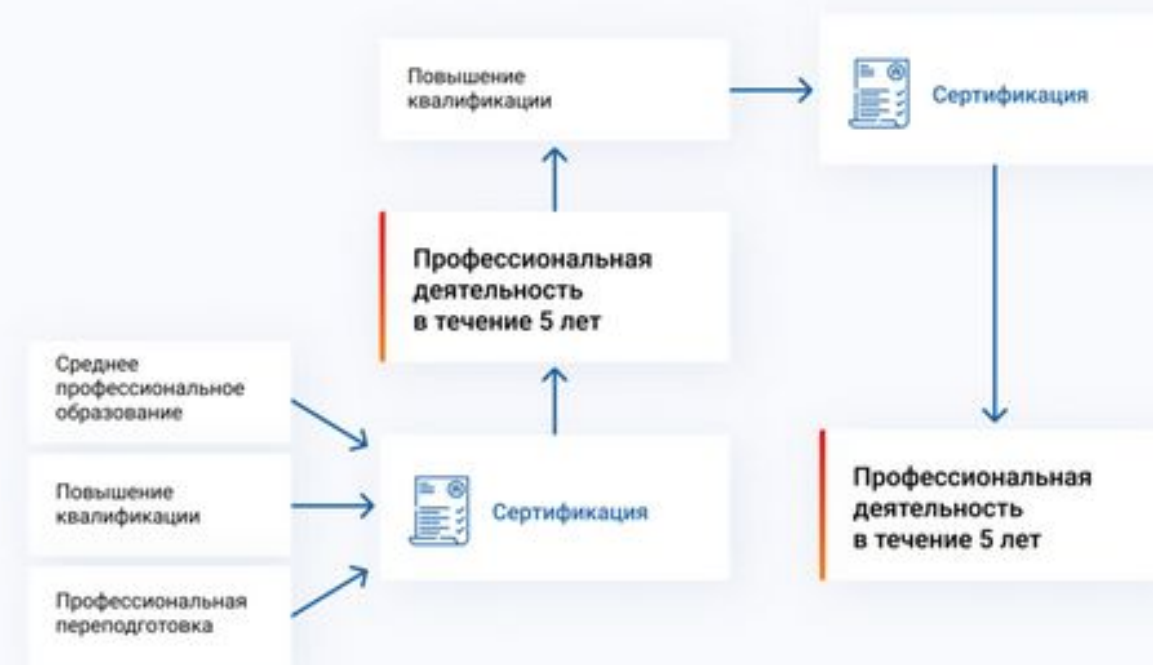 Повышение
квалификации
Сертификация
Профессиональная
деятельность
в течение 5 лет
Среднее
профессиональное
образование
Повышение
квалификации
Профессиональная
переподготовка
Сертификация
Профессиональная
деятельность
в течение 5 лет